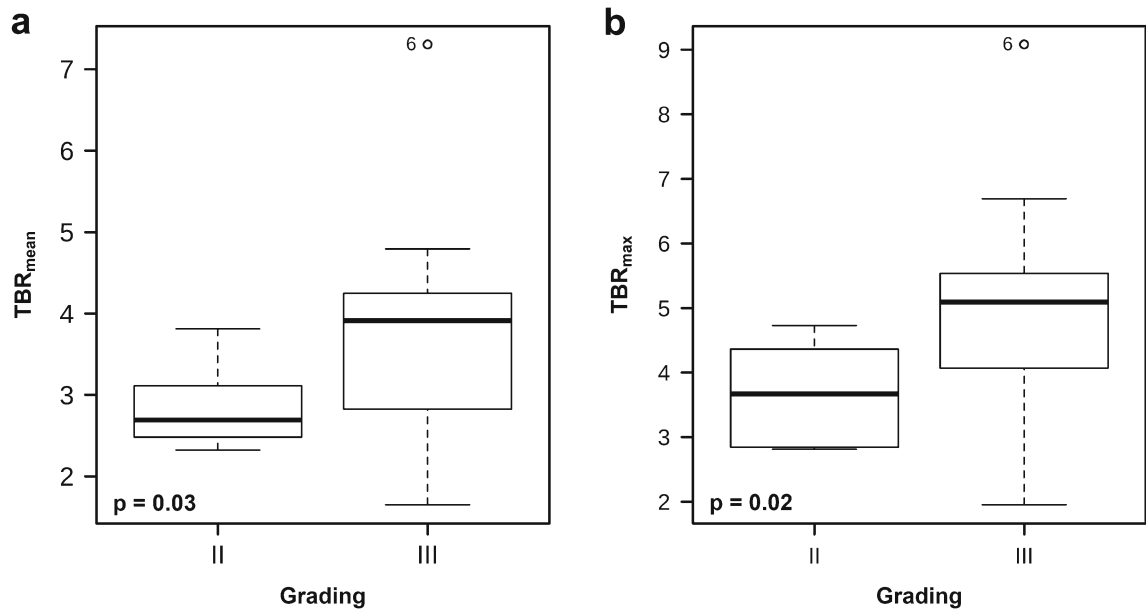 a
6
7
6
5
4
3
2
TBRmean
p = 0.03
II
III
Grading
b
6
9
8
7
6
5
4
3
2
TBRmax
p = 0.02
II
III
Grading